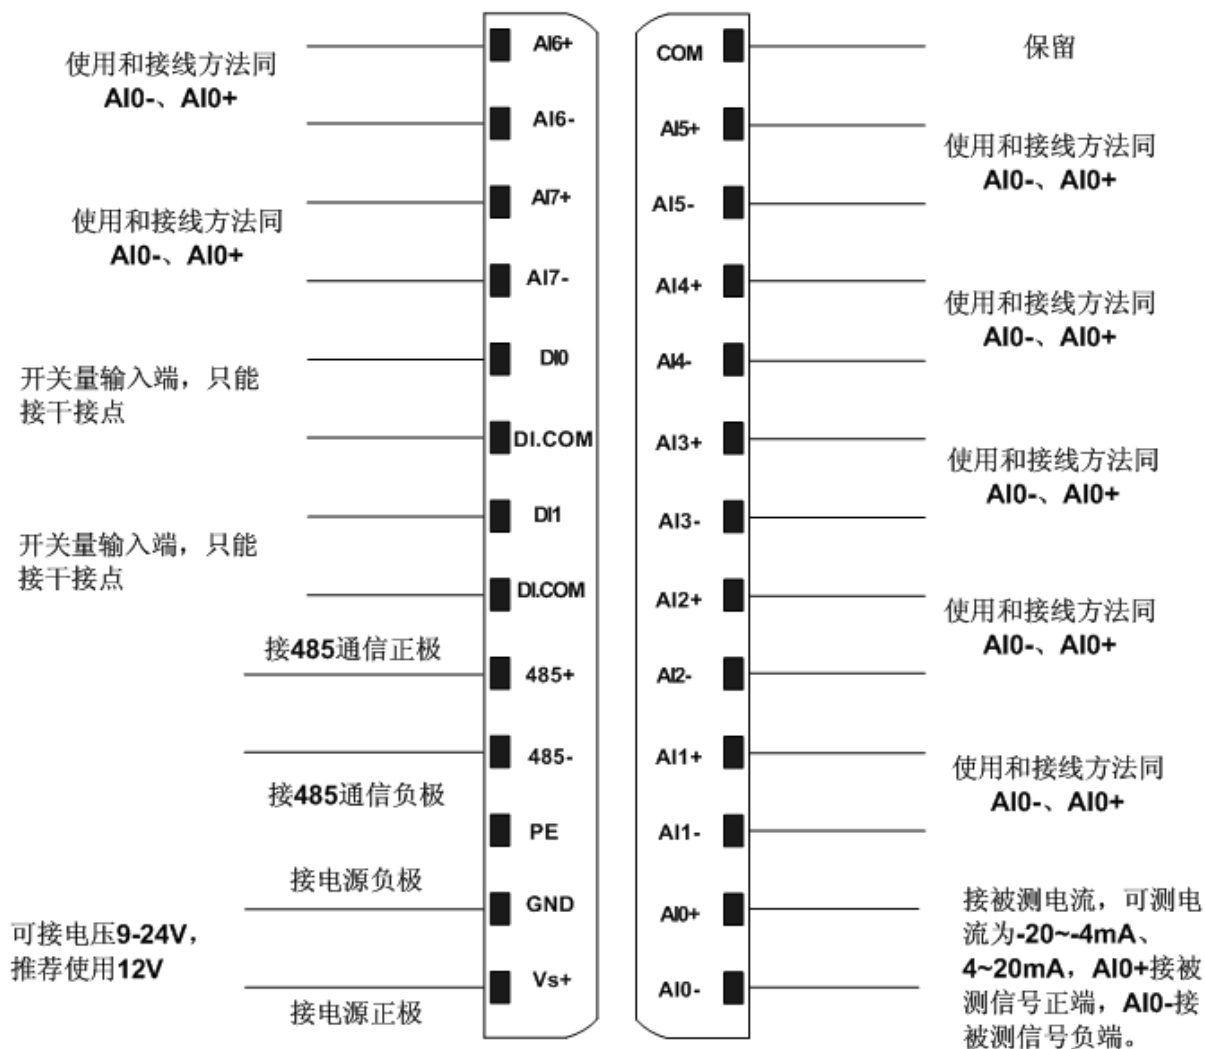 使用和接线方法同
AI0-、AI0+
使用和接线方法同
AI0-、AI0+
开关量输入端，只能
接干接点
开关量输入端，只能
接干接点
接485通信正极
接485通信负极
接电源负极
可接电压9-24V，
推荐使用12V
接电源正极
AI6+
AI6-
AI7+
AI7-
DI0
DI.COM
DI1
DI.COM
485+
485-
PE
GND
Vs+
COM
AI5+
AI5-
AI4+
AI4-
AI3+
AI3-
AI2+
AI2-
AI1+
AI1-
AI0+
AI0-
保留
使用和接线方法同
AI0-、AI0+
使用和接线方法同
AI0-、AI0+
使用和接线方法同
AI0-、AI0+
使用和接线方法同
AI0-、AI0+
使用和接线方法同
AI0-、AI0+
接被测电流，可测电
流为-20~-4mA、
4~20mA，AI0+接被
测信号正端，AI0-接
被测信号负端。